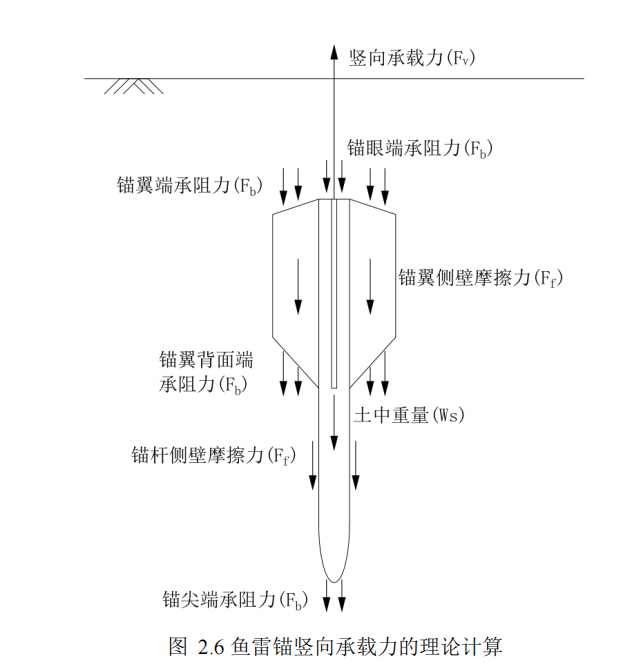 竖向承载力(Fv)
锚眼端承阻力(Fb)
锚翼端承阻力(Fb)
锚翼侧壁摩擦力(Ff)
锚翼背面端
承阻力(Fb)
土中重量(Ws)
锚杆侧壁摩擦力(Ff)
锚尖端承阻力(Fb)
图 2.6 鱼雷锚竖向承载力的理论计算